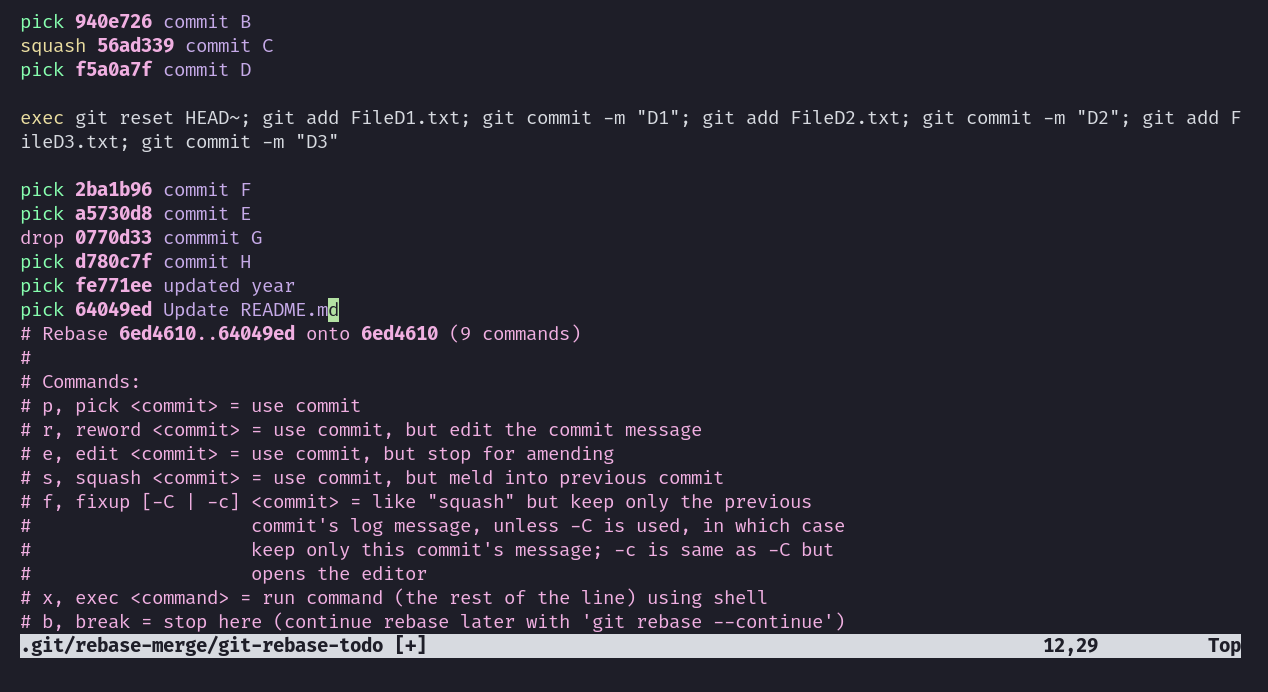 pick 940e726 commit B
squash 56ad339 commit C
pick f5a0a7f commit D

exec git reset HEAD~; git add FileD1.txt; git commit -m "D1"; git add FileD2.txt; git commit -m "D2"; git add F
ileD3.txt; git commit -m "D3"

pick 2ba1b96 commit F
pick a5730d8 commit E
drop 0770d33 commmit G
pick d780c7f commit H
pick fe771ee updated year
pick 64049ed Update README.md
# Rebase 6ed4610..64049ed onto 6ed4610 (9 commands)
#
# Commands:
# p, pick <commit> = use commit
# r, reword <commit> = use commit, but edit the commit message
# e, edit <commit> = use commit, but stop for amending
# s, squash <commit> = use commit, but meld into previous commit
# f, fixup [-C | -c] <commit> = like "squash" but keep only the previous
#                    commit's log message, unless -C is used, in which case
#                    keep only this commit's message; -c is same as -C but
#                    opens the editor
# x, exec <command> = run command (the rest of the line) using shell
# b, break = stop here (continue rebase later with 'git rebase --continue')
.git/rebase-merge/git-rebase-todo [+] 12,29 Top